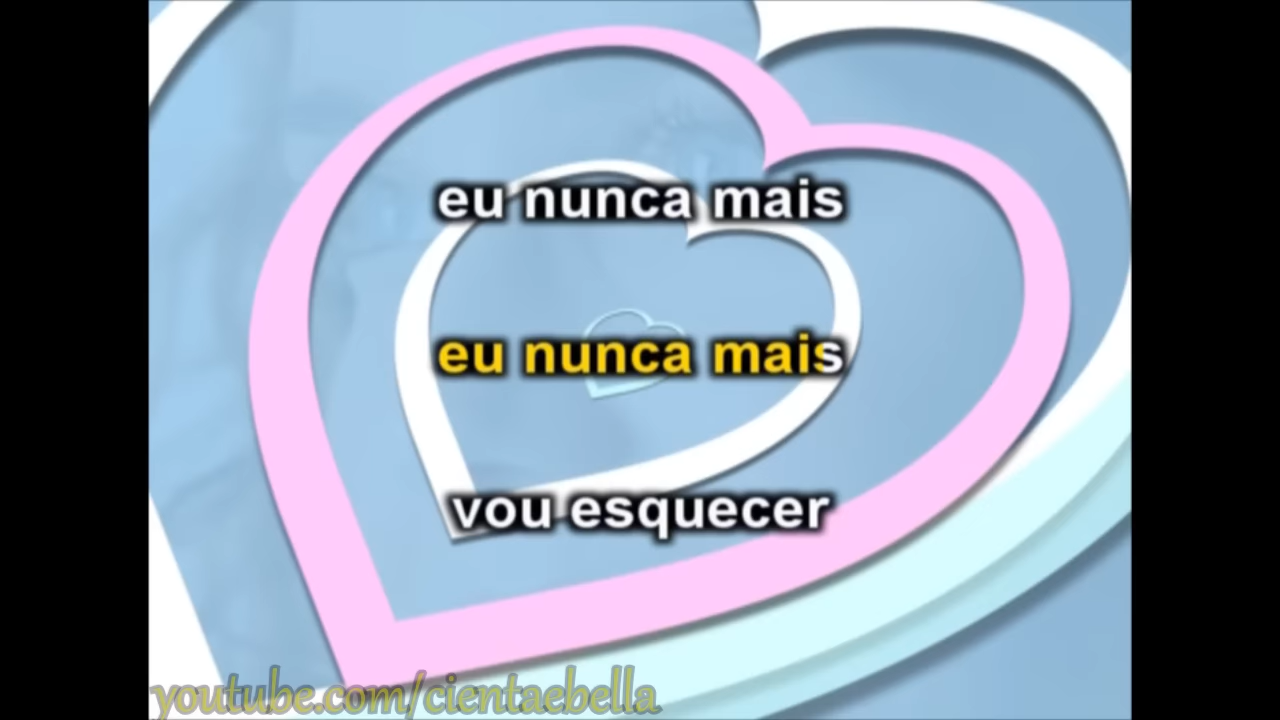 eu nunca mais
eu nunca mais
vou esquecer
youtube.com/cientaebella